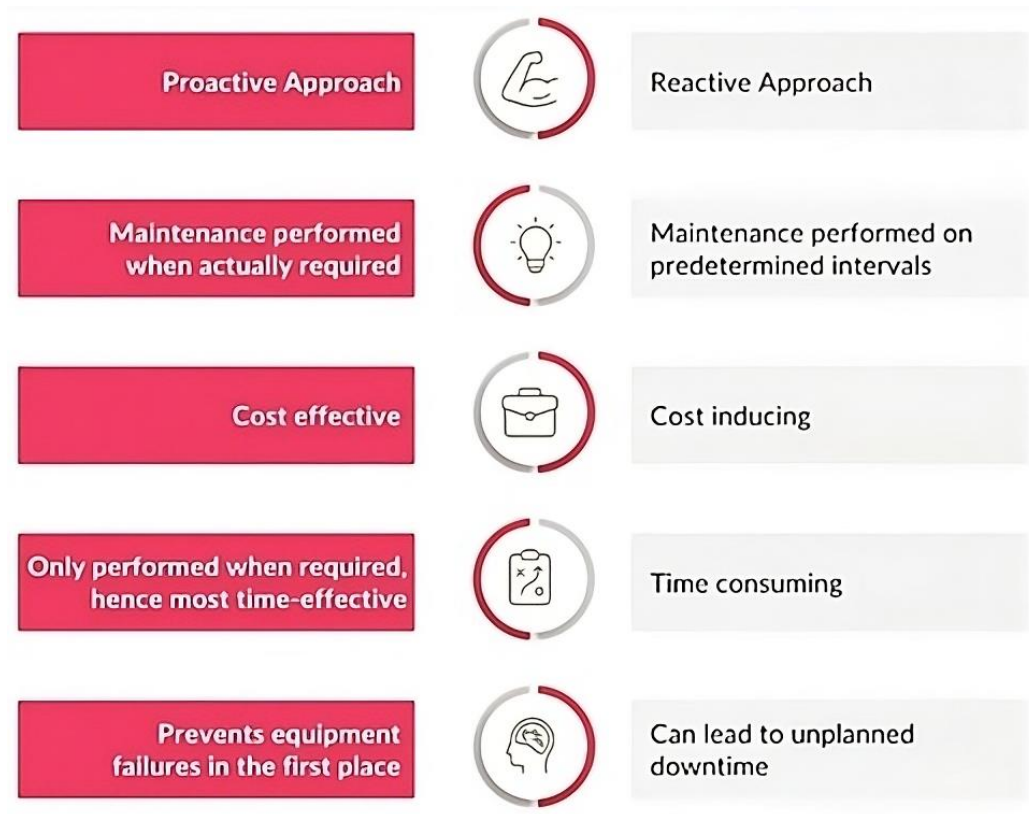 Proactive Approach
Reactive Approach
Maintenance performed
when actually required
Maintenance performed on
predetermined intervals
Cost effective
Cost inducing
Only performed when required,
hence most time-effective
Time consuming
Prevents equipment
failures in the first place
Can lead to unplanned
downtime